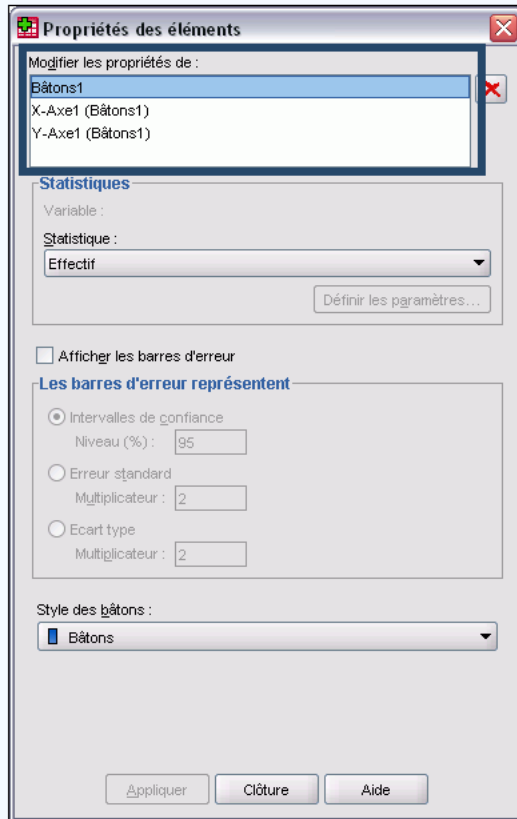 Propriétés des éléments
Modifier les propriétés de :
Bâtons1
X-Axe1 (Bâtons1)
Y-Axe1 (Bâtons1)
Statistiques
Variable :
Statistique :
Effectif
Définir les paramètres...
Afficher les barres d'erreur
Les barres d'erreur représentent
Intervalles de confiance
Niveau (%) : 95
Erreur standard
Multiplicateur : 2
Ecart type
Multiplicateur : 2
Style des bâtons :
Bâtons
Appliquer Clôture Aide